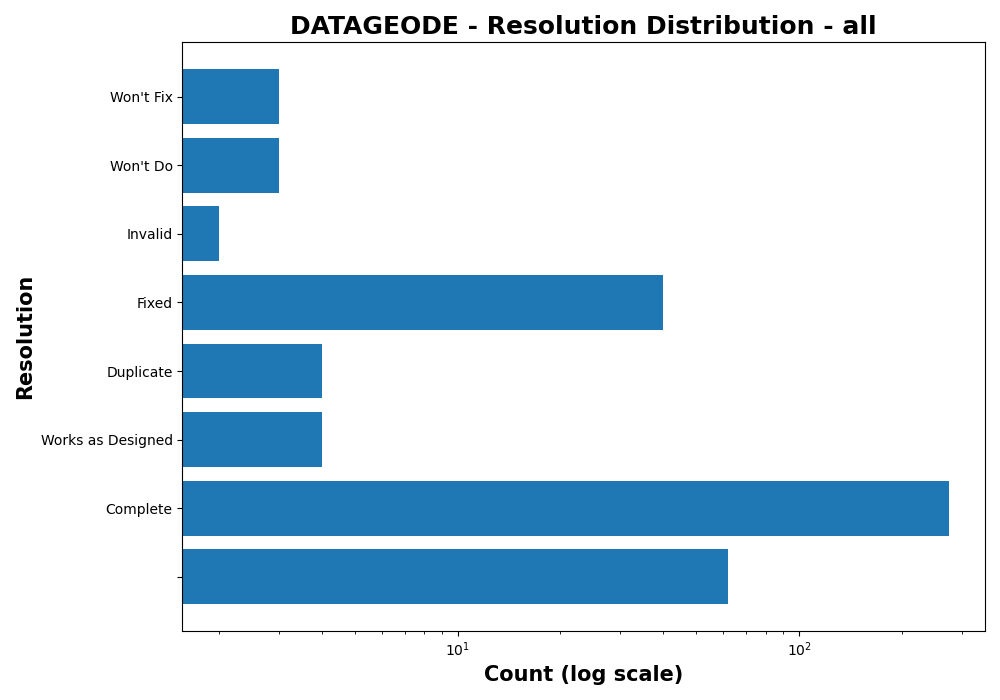 DATAGEODE - Resolution Distribution - all
Won't Fix
Won't Do
Invalid
Fixed
Duplicate
Works as Designed
Complete
Resolution
10¹
10²
Count (log scale)